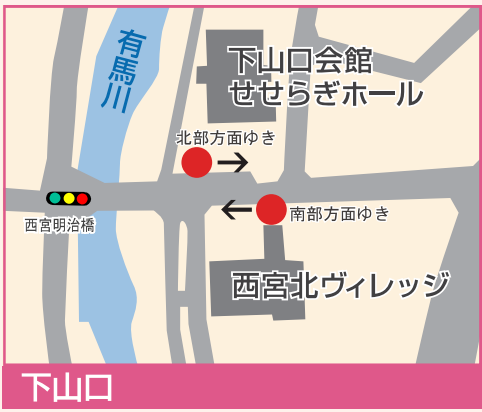 有馬川
下山口会館
せせらぎホール
北部方面ゆき
南部方面ゆき
西宮明治橋
西宮北ヴィレッジ
下山口